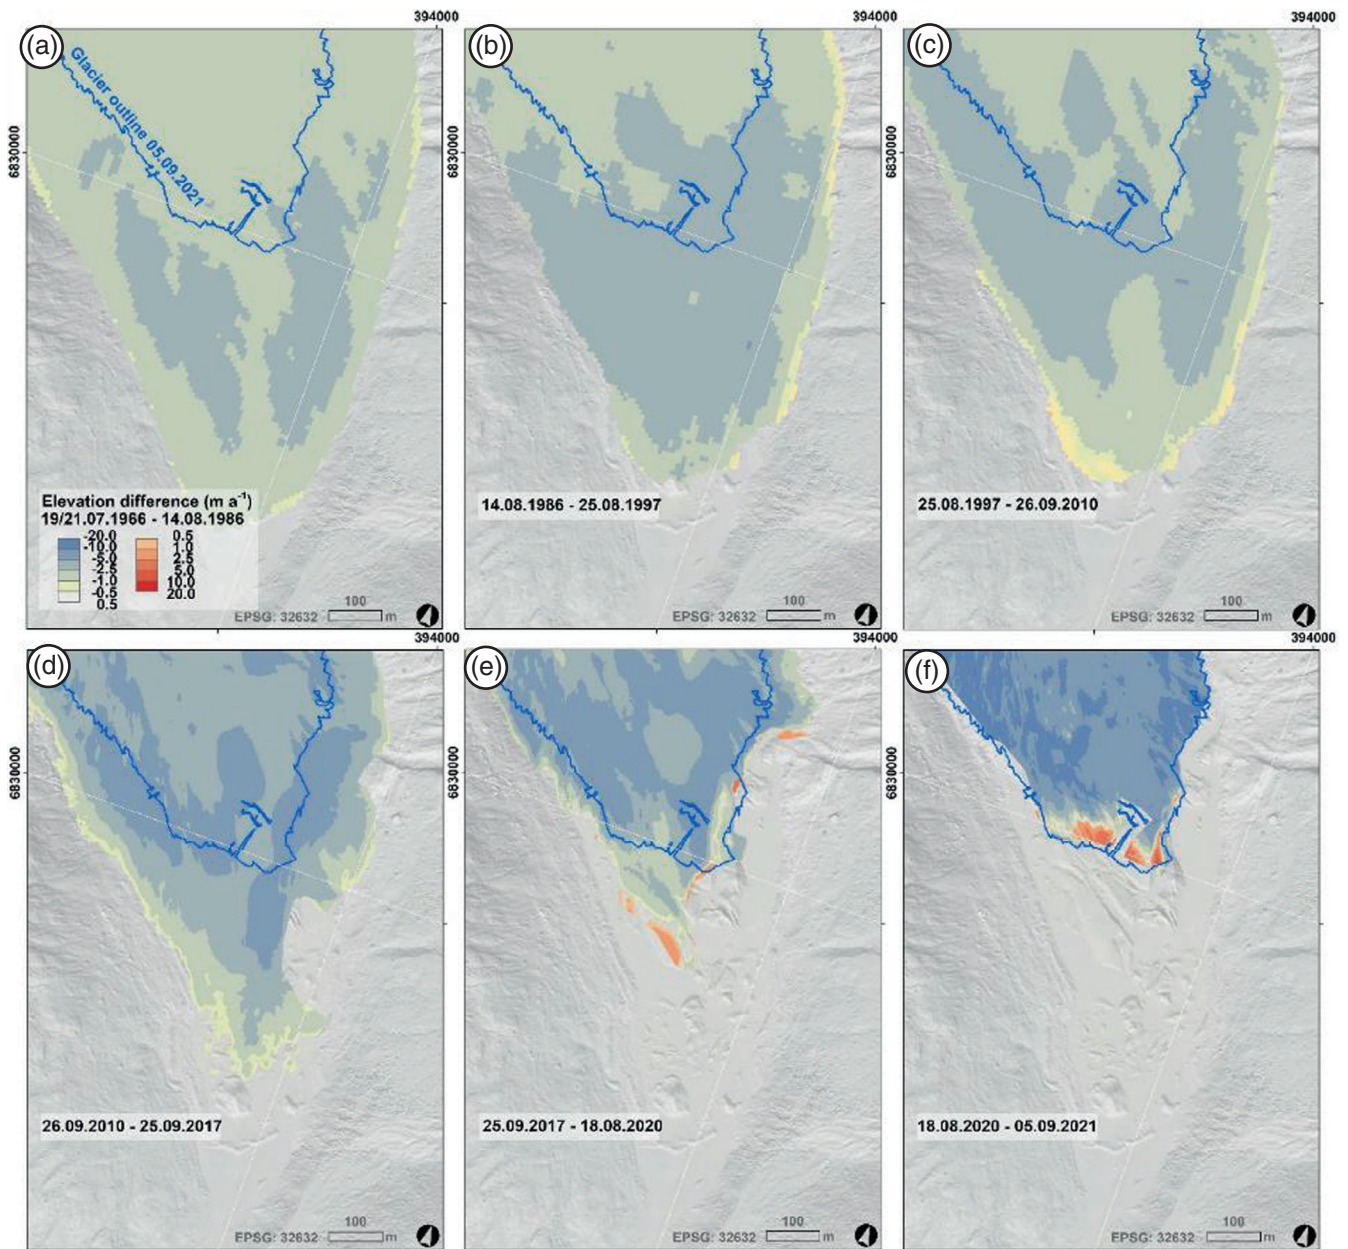 394000
394000
394000
(a)
(b)
(c)
Glacier outline 05.09.2021
6830000
6830000
6830000
Elevation difference (m a⁻¹)
19/21.07.1966 - 14.08.1986
-20.0
-10.0
-5.0
-2.5
-1.0
-0.5
0.5
0.5
1.0
2.5
5.0
10.0
20.0
14.08.1986 - 25.08.1997
25.08.1997 - 26.09.2010
EPSG: 32632 100 m
EPSG: 32632 100 m
EPSG: 32632 100 m
394000
394000
394000
(d)
(e)
(f)
6830000
6830000
6830000
26.09.2010 - 25.09.2017
25.09.2017 - 18.08.2020
18.08.2020 - 05.09.2021
EPSG: 32632 100 m
EPSG: 32632 100 m
EPSG: 32632 100 m